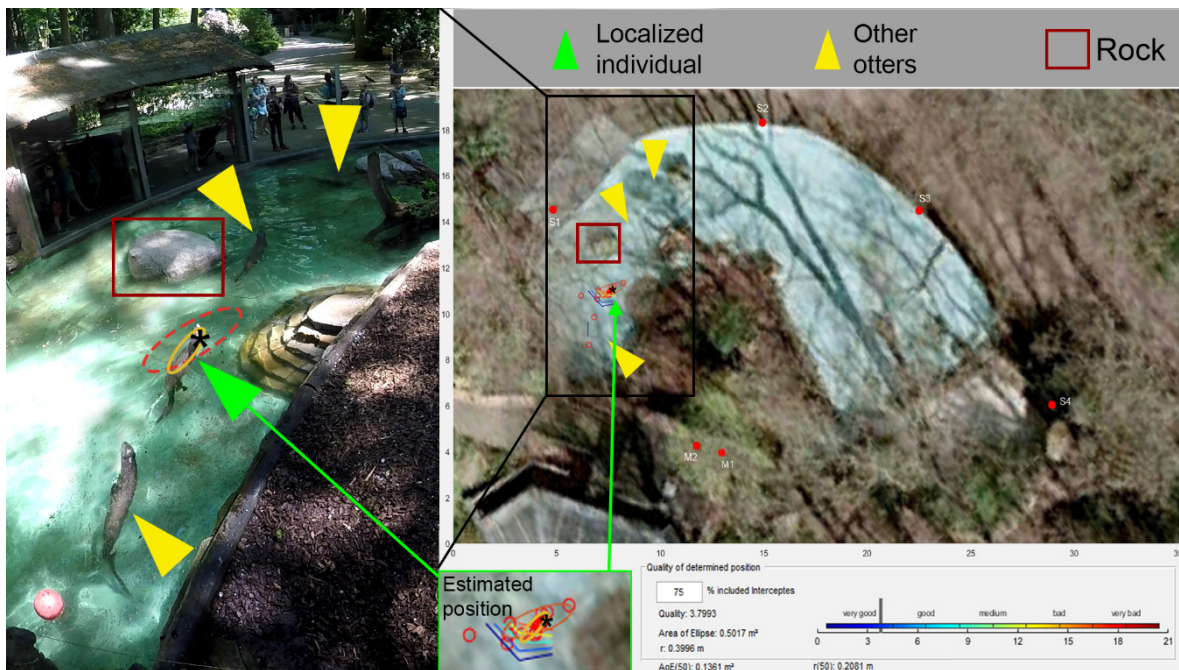 Localized
individual
Other
otters
Rock
S2
18
16
S1
S3
14
12
10
8
6
S4
4
M2
M1
2
0
0
5
10
15
20
25
30
Estimated
position
Quality of determined position
75 % included Interceptes
Quality: 3.7993
Area of Ellipse: 0.5017 m²
r: 0.3996 m
AoE(50): 0.1361 m²
r(50): 0.2081 m
very good good medium bad very bad
0 3 6 9 12 15 18 21
*
*
*